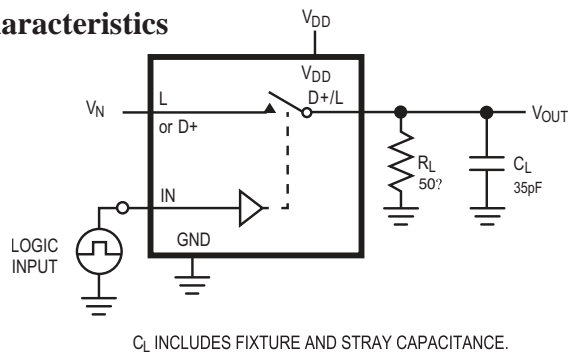 aracteristics
VDD
VDD
VN
L
D+/L
or D+
VOUT
RL
50?
CL
35pF
IN
LOGIC
INPUT
GND
CL INCLUDES FIXTURE AND STRAY CAPACITANCE.